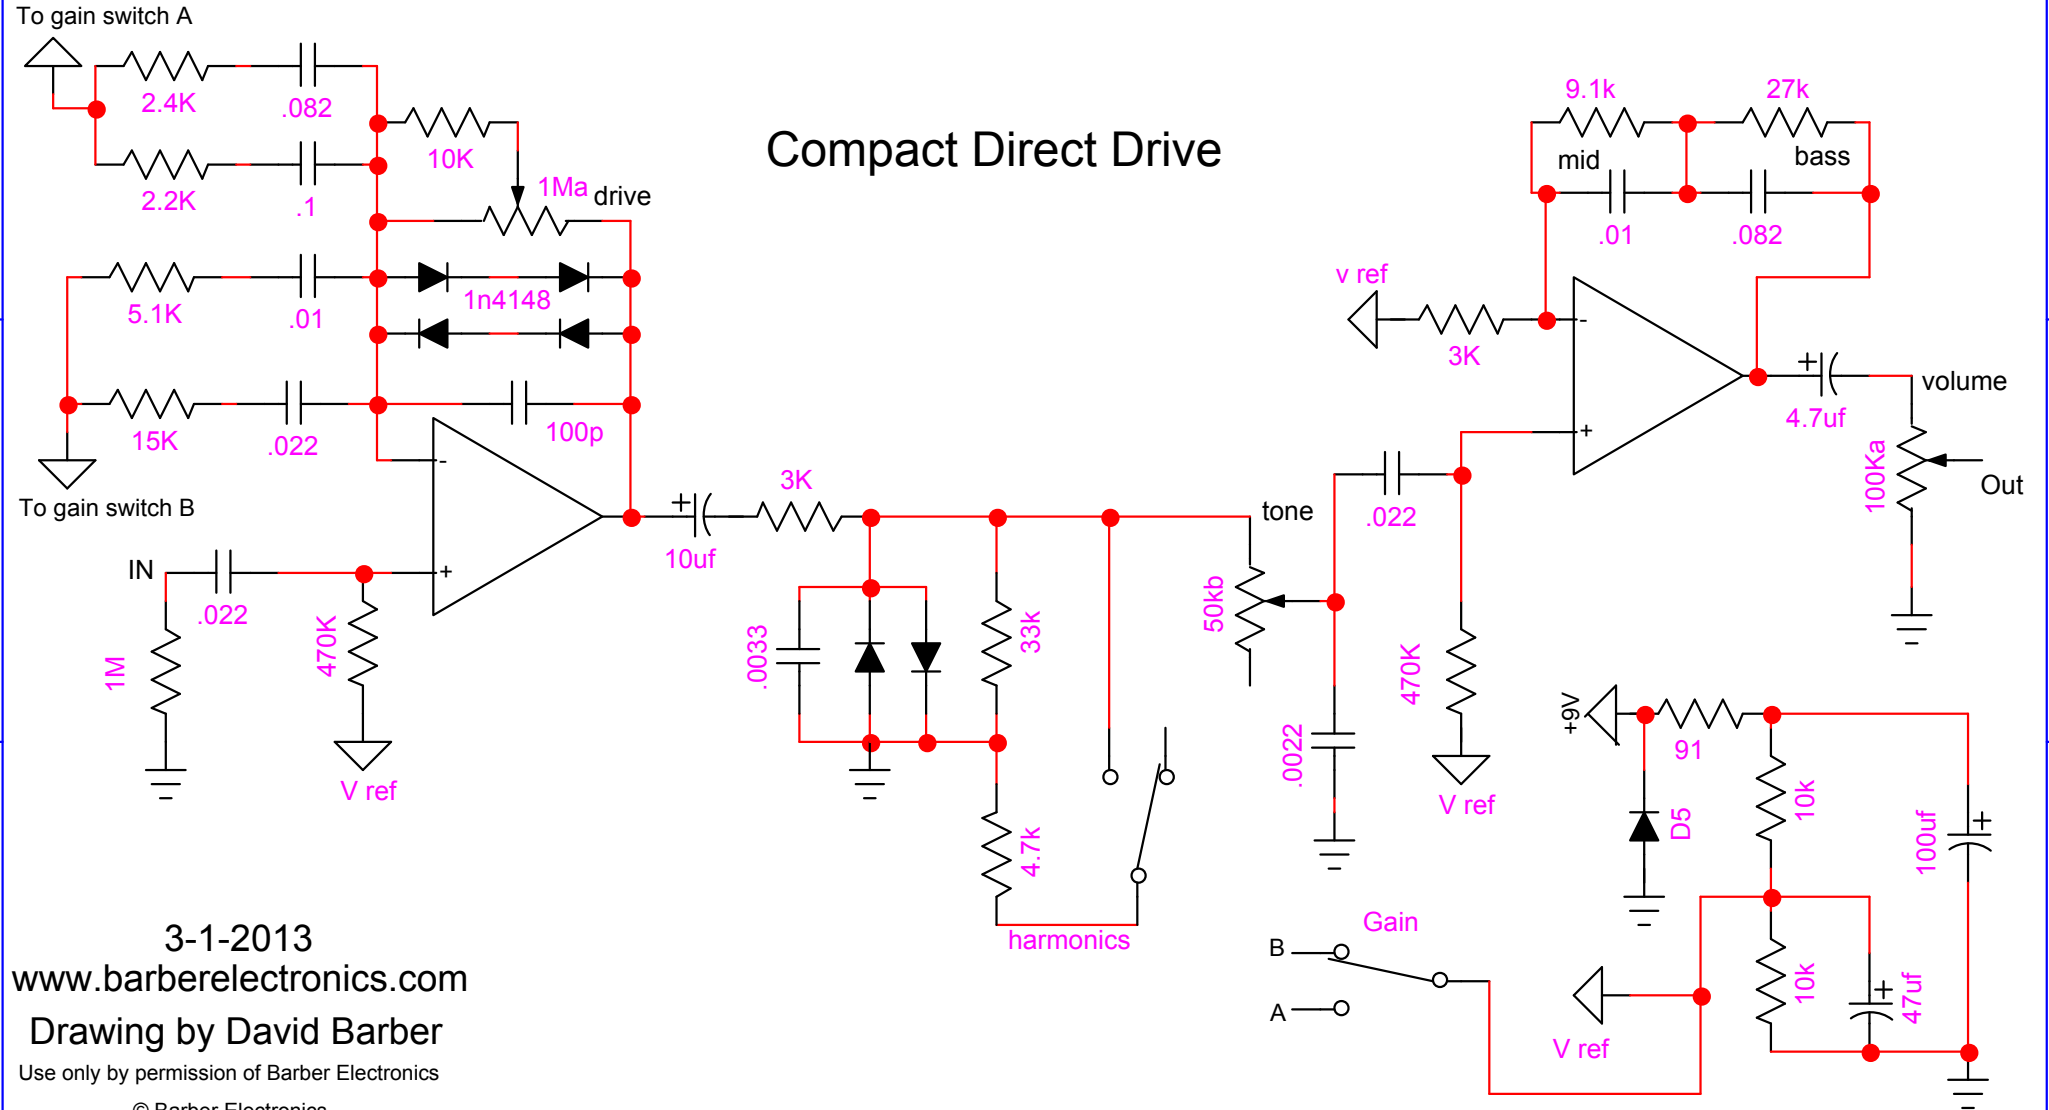 To gain switch A
2.4K
.082
2.2K
.1
10K
1Ma
drive
5.1K
.01
1n4148
15K
.022
100p
To gain switch B
IN
.022
1M
470K
V ref
Compact Direct Drive
10uf
3K
.0033
33k
4.7k
harmonics
tone
50kb
.0022
.022
470K
V ref
9.1k
27k
mid
bass
.01
.082
v ref
3K
-
+
-
+
+
+
4.7uf
volume
100Ka
Out
+9V
91
D5
10k
+
100uf
10k
+
47uf
V ref
Gain
B
A
3-1-2013
www.barberelectronics.com
Drawing by David Barber
Use only by permission of Barber Electronics
© Barber Electronics